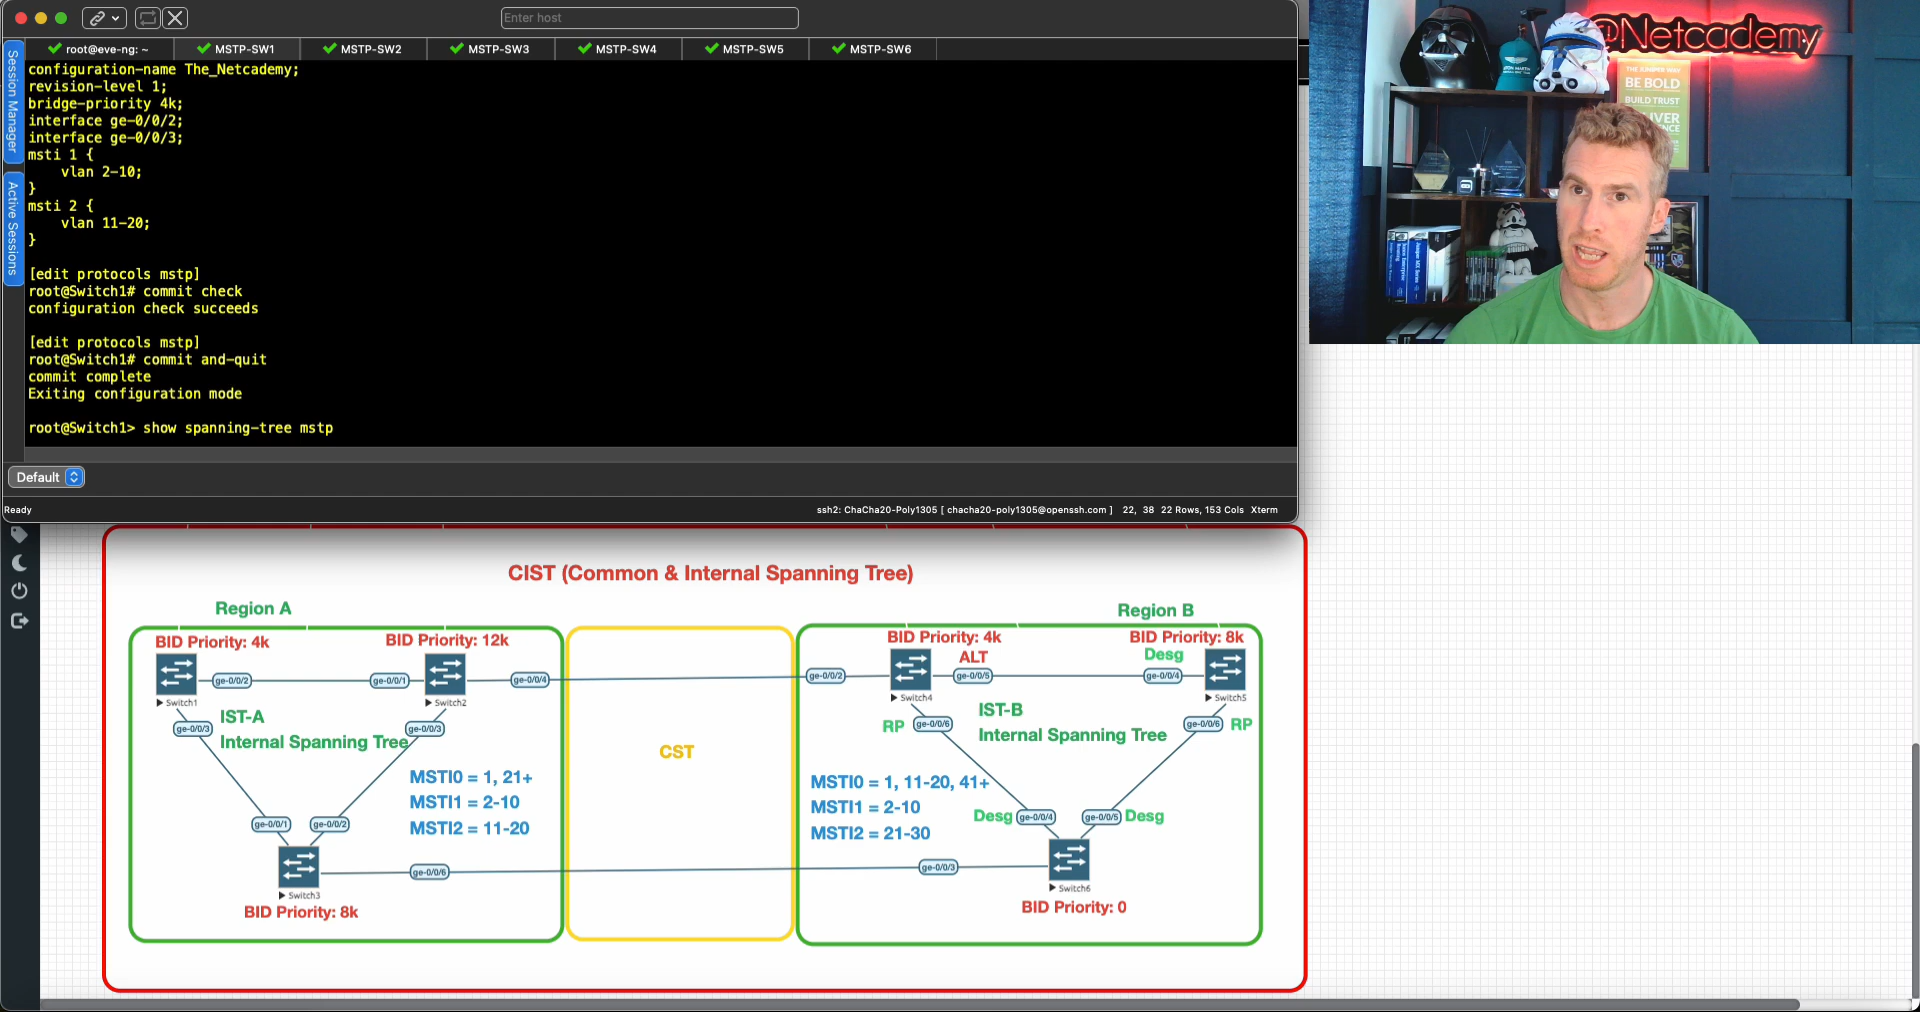 Enter host
root@eve-ng: ~
MSTP-SW1
MSTP-SW2
MSTP-SW3
MSTP-SW4
MSTP-SW5
MSTP-SW6
Session Manager
Active Sessions
configuration-name The_Netcademy;
revision-level 1;
bridge-priority 4k;
interface ge-0/0/2;
interface ge-0/0/3;
msti 1 {
vlan 2-10;
}
msti 2 {
vlan 11-20;
}
[edit protocols mstp]
root@Switch1# commit check
configuration check succeeds
[edit protocols mstp]
root@Switch1# commit and-quit
commit complete
Exiting configuration mode
root@Switch1> show spanning-tree mstp
Default
Ready
ssh2: ChaCha20-Poly1305 [ chacha20-poly1305@openssh.com ] 22, 38 22 Rows, 153 Cols Xterm
@Netcademy
THE JUNIPER WAY
BE BOLD
BUILD TRUST
CIST (Common & Internal Spanning Tree)
Region A
BID Priority: 4k
BID Priority: 12k
ge-0/0/2
ge-0/0/1
ge-0/0/4
Switch1
Switch2
ge-0/0/3
IST-A
Internal Spanning Tree
ge-0/0/3
MSTI0 = 1, 21+
MSTI1 = 2-10
MSTI2 = 11-20
ge-0/0/1
ge-0/0/2
ge-0/0/6
Switch3
BID Priority: 8k
CST
Region B
BID Priority: 4k
BID Priority: 8k
ALT
Desg
ge-0/0/2
ge-0/0/5
ge-0/0/4
Switch4
Switch5
RP
ge-0/0/6
IST-B
Internal Spanning Tree
ge-0/0/6
RP
MSTI0 = 1, 11-20, 41+
MSTI1 = 2-10
MSTI2 = 21-30
Desg
ge-0/0/4
ge-0/0/5
Desg
ge-0/0/3
Switch6
BID Priority: 0